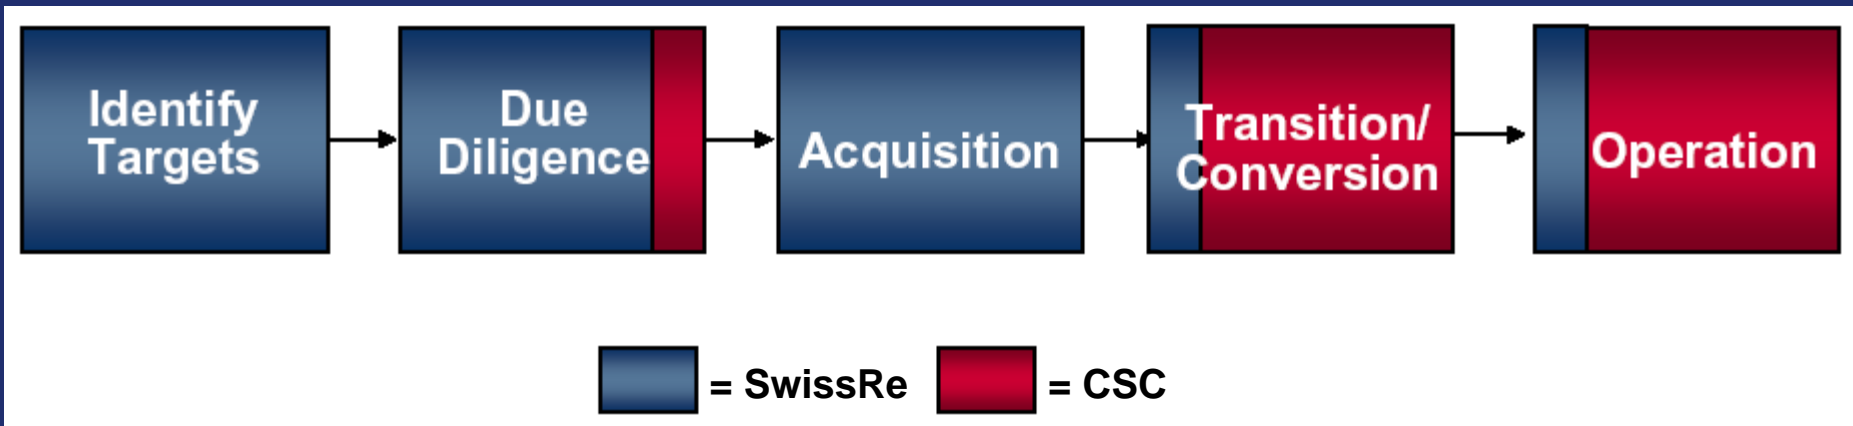 Identify
Targets
Due
Diligence
Acquisition
Transition/
Conversion
Operation
= SwissRe
= CSC